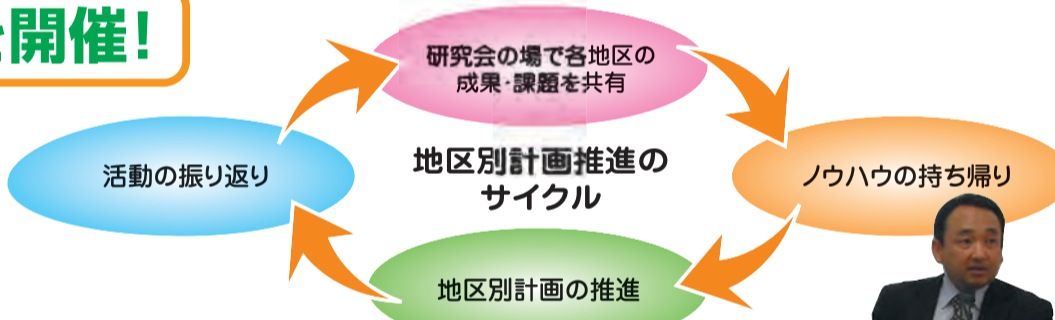 開催!
研究会の場で各地区の
成果・課題を共有
活動の振り返り
地区別計画推進の
サイクル
ノウハウの持ち帰り
地区別計画の推進